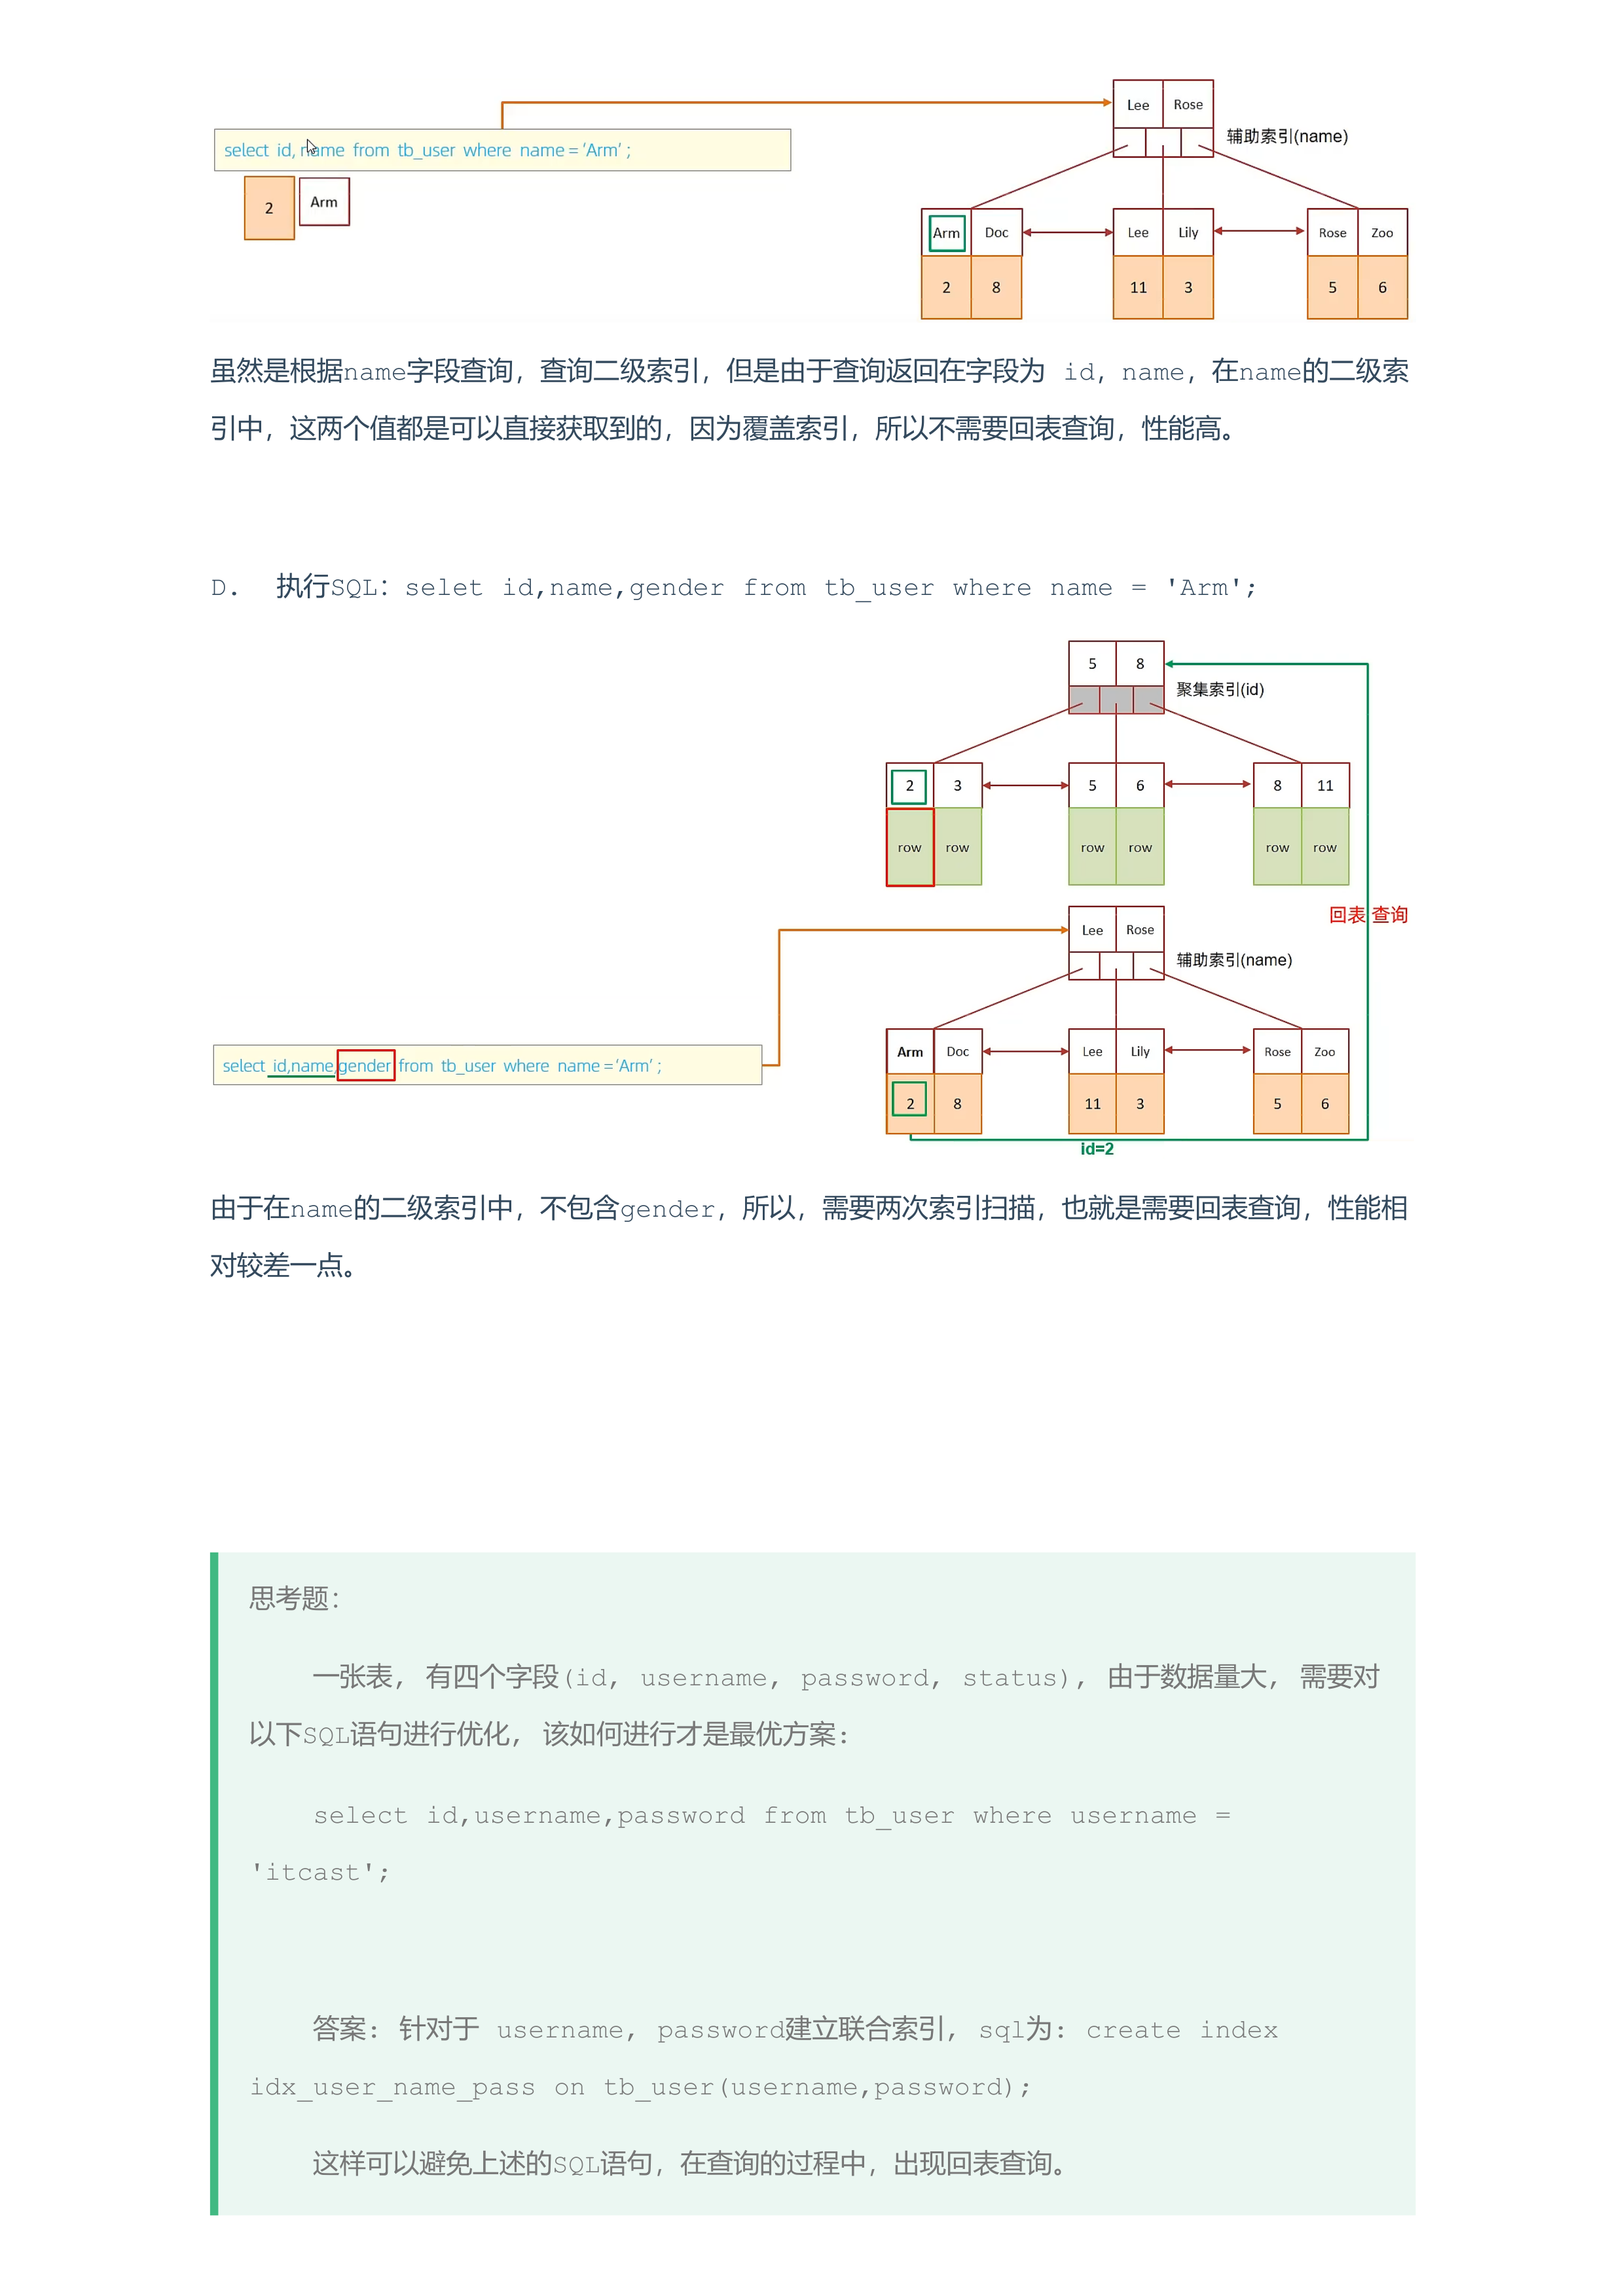 Lee Rose
辅助索引(name)
select id, name from tb_user where name = 'Arm' ;
2 Arm
Arm Doc Lee Lily Rose Zoo
2 8 11 3 5 6
虽然是根据name字段查询，查询二级索引，但是由于查询返回在字段为 id，name，在name的二级索
引中，这两个值都是可以直接获取到的，因为覆盖索引，所以不需要回表查询，性能高。
D. 执行SQL：selet id,name,gender from tb_user where name = 'Arm';
5 8
聚集索引(id)
2 3 5 6 8 11
row row row row row row
回表 查询
Lee Rose
辅助索引(name)
Arm Doc Lee Lily Rose Zoo
select id,name,gender from tb_user where name = 'Arm' ;
2 8 11 3 5 6
id=2
由于在name的二级索引中，不包含gender，所以，需要两次索引扫描，也就是需要回表查询，性能相
对较差一点。
思考题：
一张表, 有四个字段(id, username, password, status), 由于数据量大, 需要对
以下SQL语句进行优化, 该如何进行才是最优方案:
select id,username,password from tb_user where username =
'itcast';
答案: 针对于 username, password建立联合索引, sql为: create index
idx_user_name_pass on tb_user(username,password);
这样可以避免上述的SQL语句，在查询的过程中，出现回表查询。